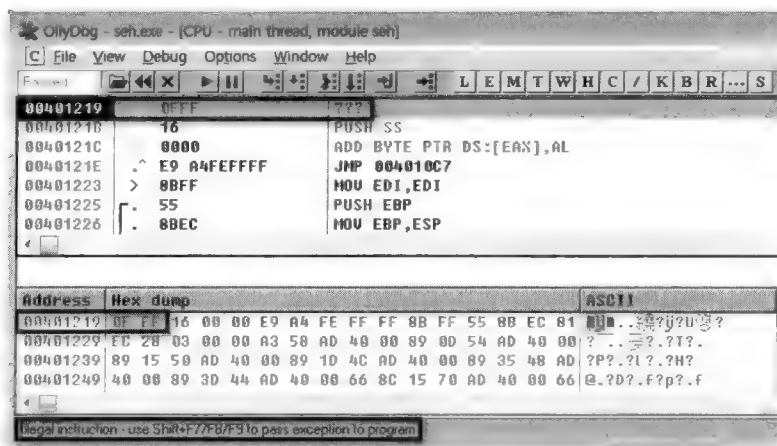 OllyDbg - seh.exe - [CPU - main thread, module seh]
C File View Debug Options Window Help
L E M T W H C / K B R ... S
00401219 0FFF ???
0040121B 16 PUSH SS
0040121C 0000 ADD BYTE PTR DS:[EAX],AL
0040121E .^ E9 A4FEFFFF JMP 004010C7
00401223 > 8BFF MOV EDI,EDI
00401225 . 55 PUSH EBP
00401226 . 8BEC MOV EBP,ESP
Address Hex dump ASCII
00401219 0F FF 16 00 00 E9 A4 FE FF FF 8B FF 55 8B EC 81
00401229 EC 28 03 00 00 A3 58 AD 40 00 89 0D 54 AD 40 00
00401239 89 15 50 AD 40 00 89 1D 4C AD 40 00 89 35 48 AD ?P?.?L?.?H?
00401249 40 00 89 3D 44 AD 40 00 66 8C 15 70 AD 40 00 66 @.?D?.f?p?.f
Illegal instruction - use Shift+F7/F8/F9 to pass exception to program